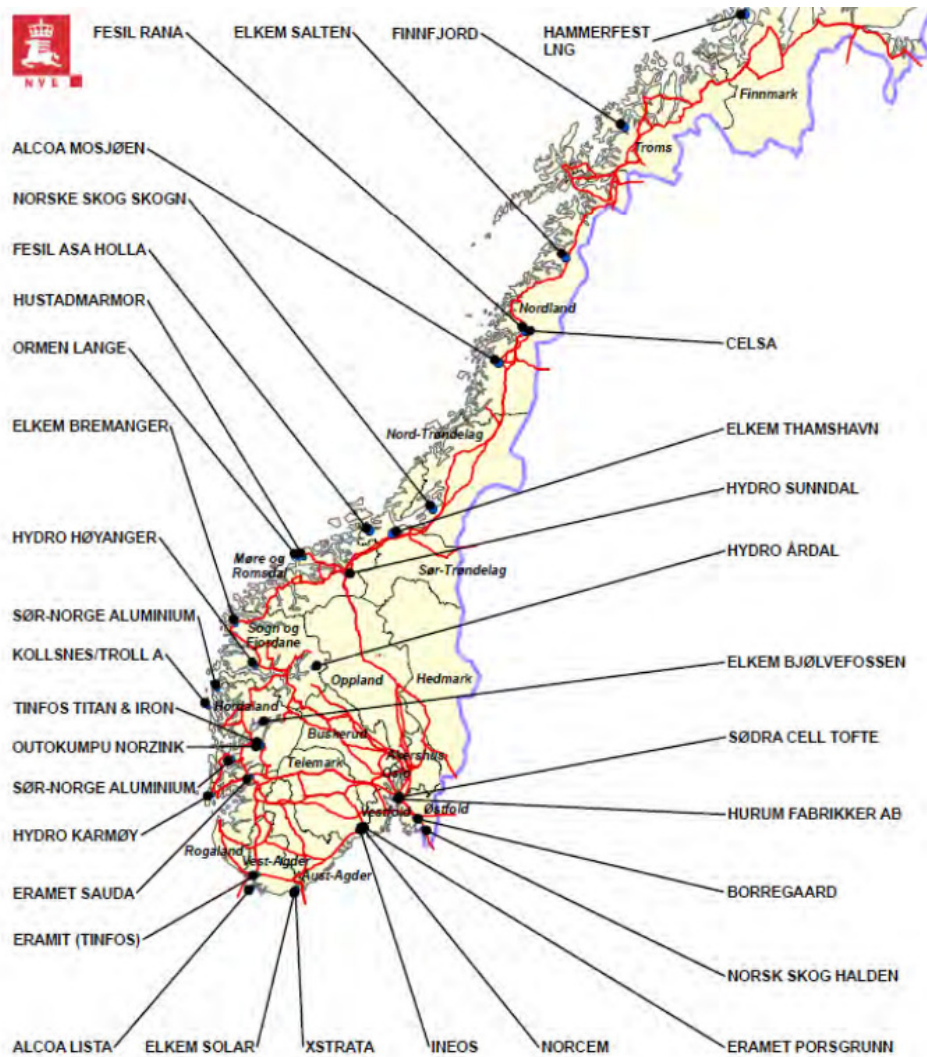 NVE
FESIL RANA
ELKEM SALTEN
FINNFJORD
HAMMERFEST
LNG
Finnmark
ALCOA MOSJØEN
Troms
NORSKE SKOG SKOGN
FESIL ASA HOLLA
HUSTADMARMOR
Nordland
ORMEN LANGE
CELSA
ELKEM BREMANGER
Nord-Trøndelag
ELKEM THAMSHAVN
HYDRO SUNNDAL
HYDRO HØYANGER
Møre og
Romsdal
Sør-Trøndelag
HYDRO ÅRDAL
SØR-NORGE ALUMINIUM
Sogn og
Fjordane
KOLLSNES/TROLL A
Oppland
Hedmark
ELKEM BJØLVEFOSSEN
TINFOS TITAN & IRON
Hordaland
Buskerud
SØDRA CELL TOFTE
OUTOKUMPU NORZINK
Telemark
Akershus
Oslo
SØR-NORGE ALUMINIUM
Vestfold
Østfold
HURUM FABRIKKER AB
HYDRO KARMØY
Rogaland
Vest-Agder
Aust-Agder
ERAMET SAUDA
BORREGAARD
ERAMIT (TINFOS)
NORSK SKOG HALDEN
ALCOA LISTA
ELKEM SOLAR
XSTRATA
INEOS
NORCEM
ERAMET PORSGRUNN